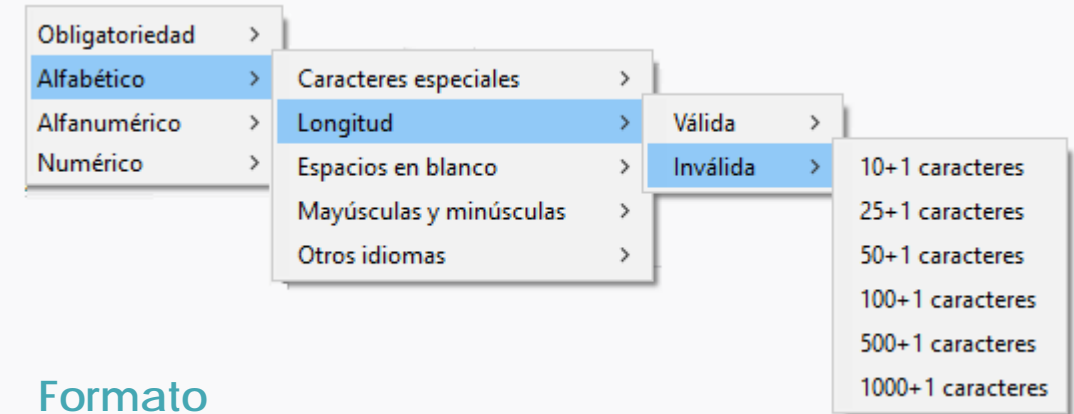 Obligatoriedad
Alfabético
Alfanumérico
Numérico
Caracteres especiales
Longitud
Espacios en blanco
Mayúsculas y minúsculas
Otros idiomas
Válida
Inválida
10+1 caracteres
25+1 caracteres
50+1 caracteres
100+1 caracteres
500+1 caracteres
1000+1 caracteres
Formato